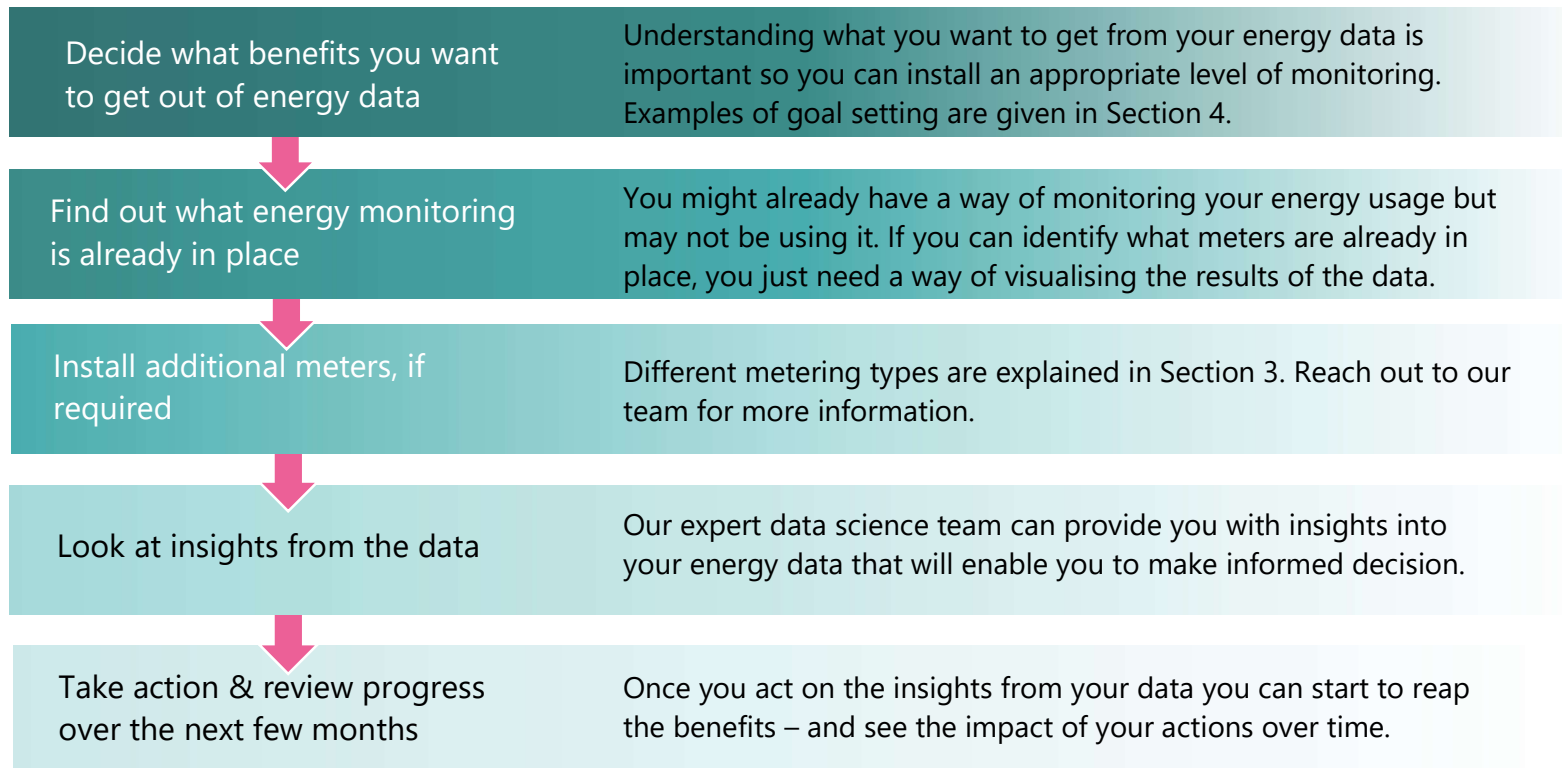 Decide what benefits you want
to get out of energy data
Understanding what you want to get from your energy data is
important so you can install an appropriate level of monitoring.
Examples of goal setting are given in Section 4.
Find out what energy monitoring
is already in place
You might already have a way of monitoring your energy usage but
may not be using it. If you can identify what meters are already in
place, you just need a way of visualising the results of the data.
Install additional meters, if
required
Different metering types are explained in Section 3. Reach out to our
team for more information.
Look at insights from the data
Our expert data science team can provide you with insights into
your energy data that will enable you to make informed decision.
Take action & review progress
over the next few months
Once you act on the insights from your data you can start to reap
the benefits – and see the impact of your actions over time.